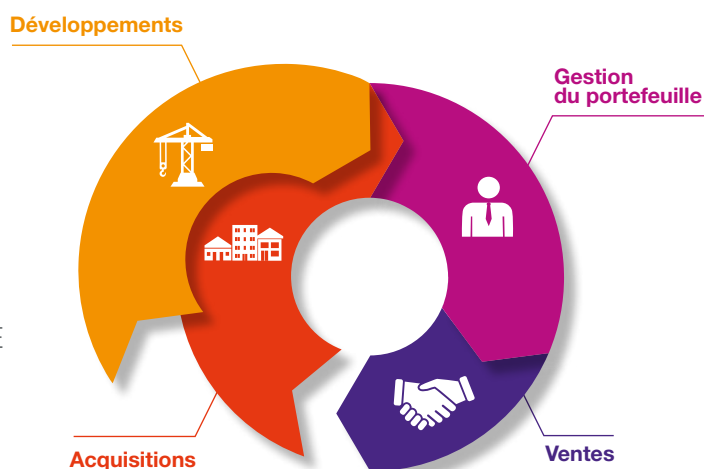 Développements
Gestion
du portefeuille
Ventes
Acquisitions